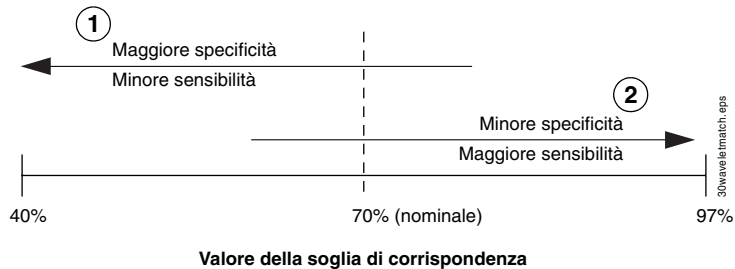 1
Maggiore specificità
Minore sensibilità
2
Minore specificità
Maggiore sensibilità
30waveletmatch.eps
40%
70% (nominale)
97%
Valore della soglia di corrispondenza